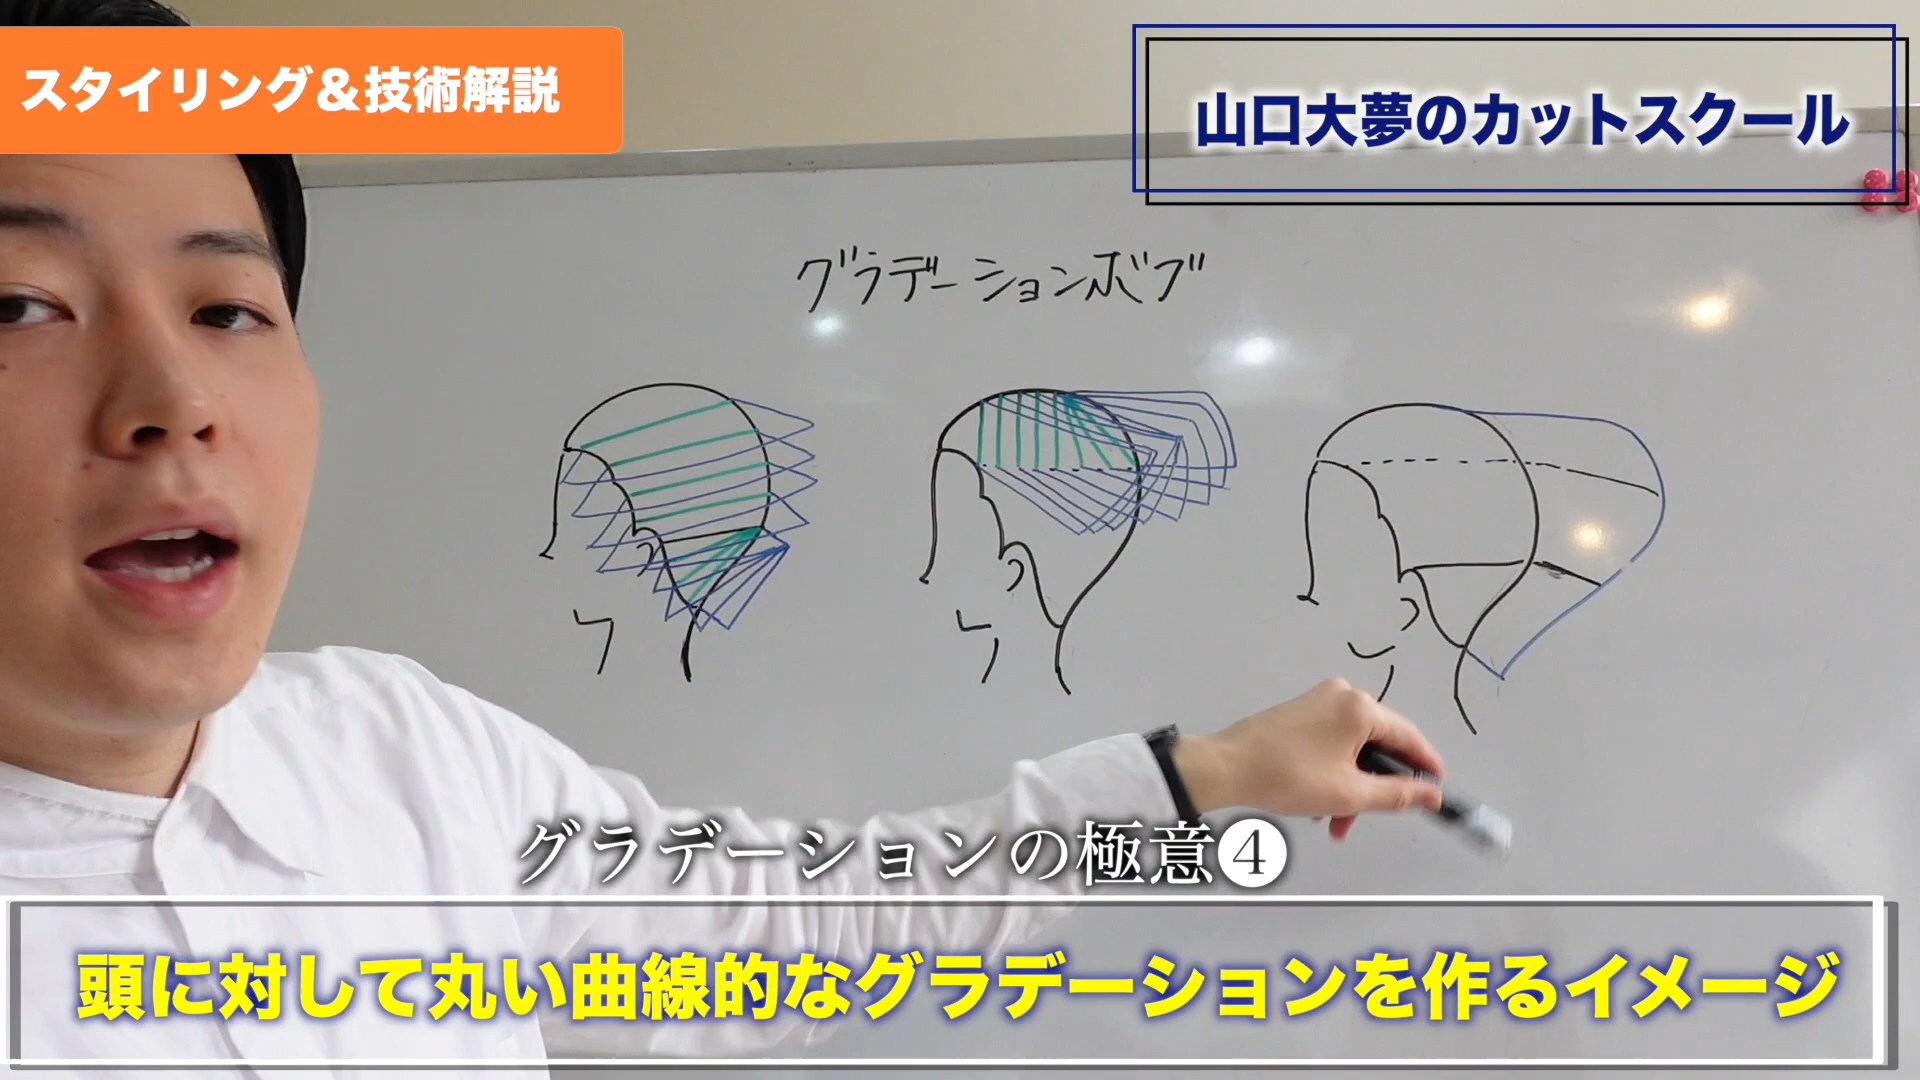 スタイリング&技術解説
山口大夢のカットスクール
グラデーションボブ
グラデーションの極意❹
頭に対して丸い曲線的なグラデーションを作るイメージ